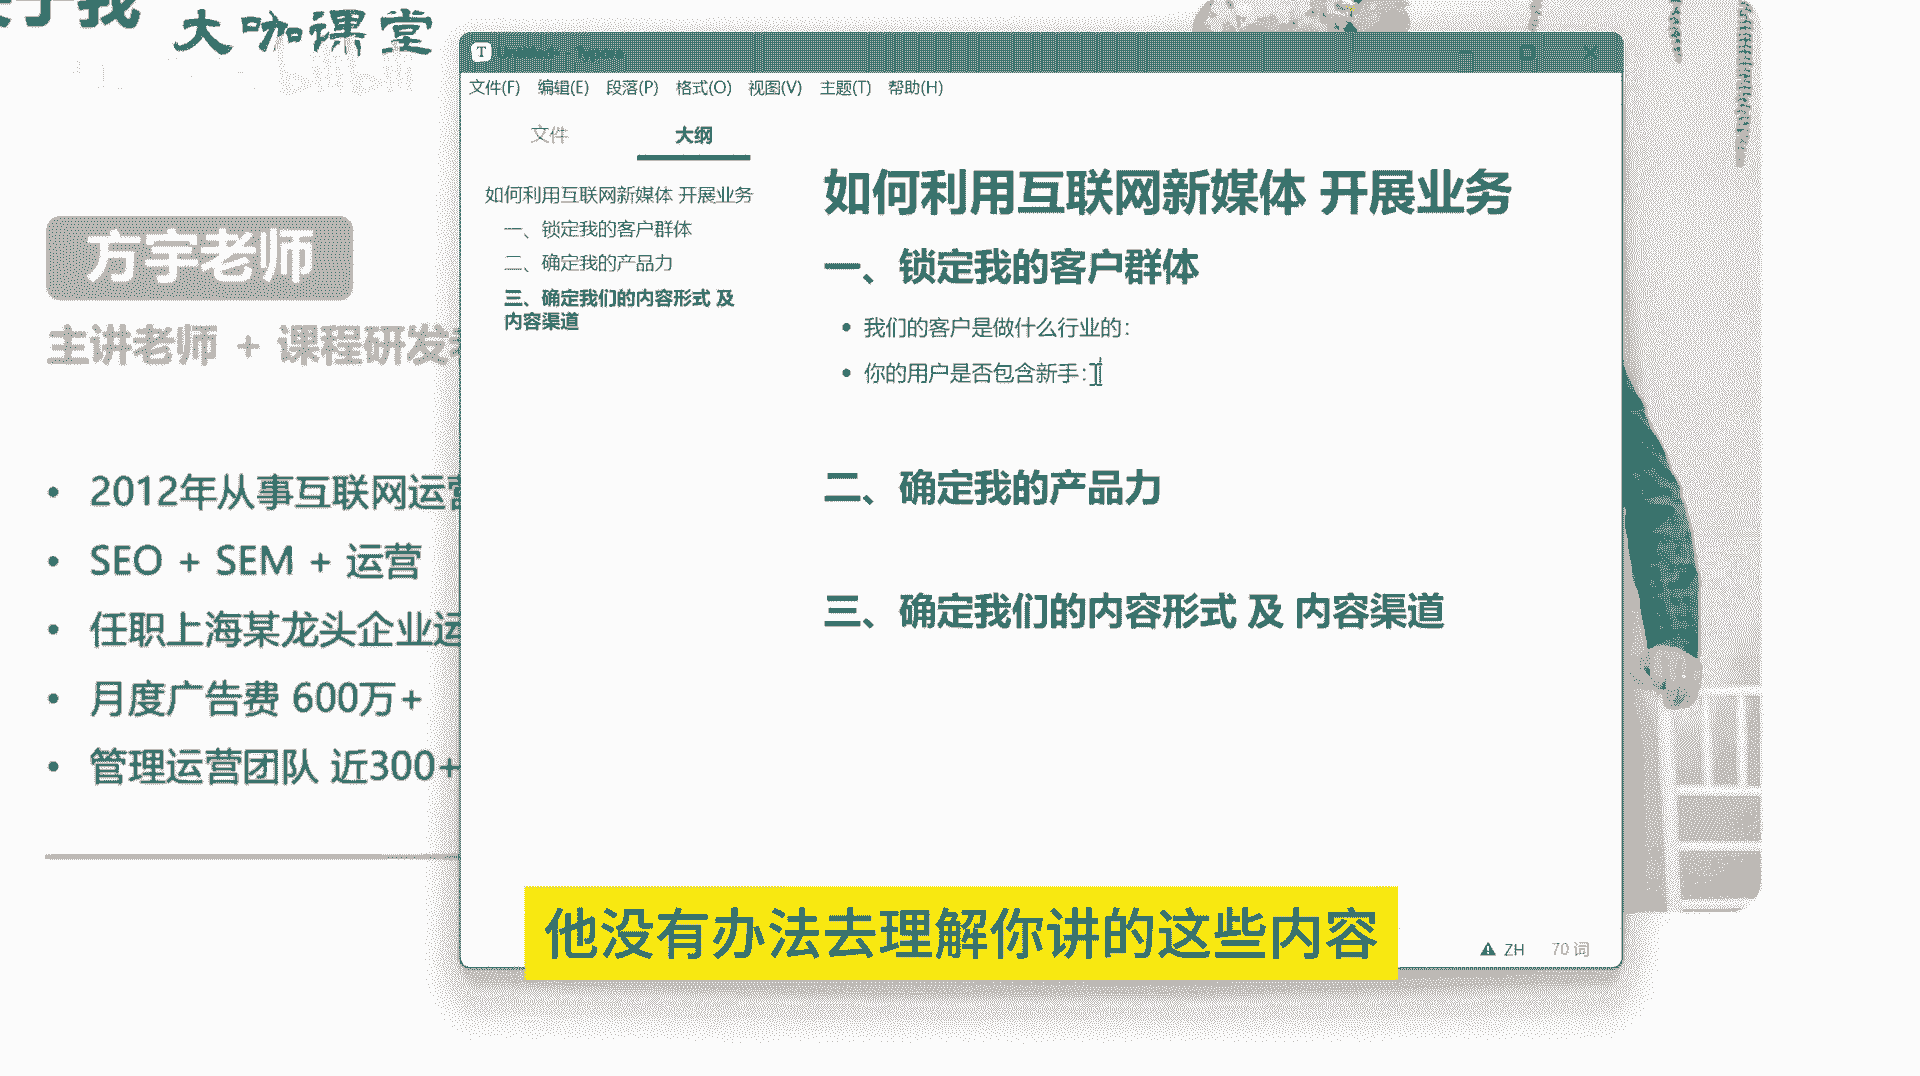 大咖课堂
bilibili
方宇老师
主讲老师 + 课程研发
2012年从事互联网运营
SEO + SEM + 运营
任职上海某龙头企业运
月度广告费 600万+
管理运营团队 近300+
文件(F) 编辑(E) 段落(P) 格式(O) 视图(V) 主题(T) 帮助(H)
文件 大纲
如何利用互联网新媒体 开展业务
一、锁定我的客户群体
二、确定我的产品力
三、确定我们的内容形式 及
内容渠道
如何利用互联网新媒体 开展业务
一、锁定我的客户群体
我们的客户是做什么行业的：
你的用户是否包含新手：
二、确定我的产品力
三、确定我们的内容形式 及 内容渠道
他没有办法去理解你讲的这些内容
ZH 70 词